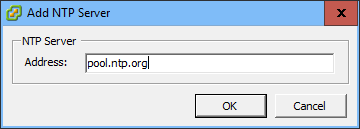 Add NTP Server
NTP Server
Address: pool.ntp.org
OK Cancel